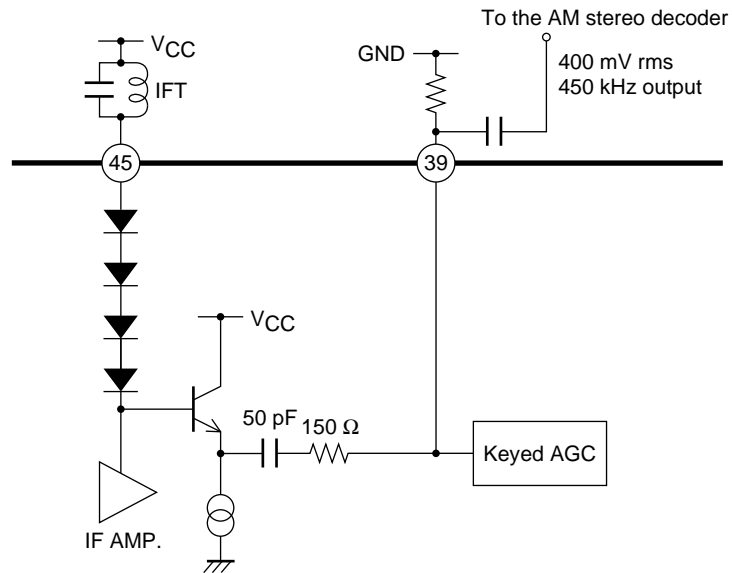 To the AM stereo decoder
VCC
GND
400 mV rms
450 kHz output
IFT
45
39
VCC
50 pF
150 Ω
Keyed AGC
IF AMP.